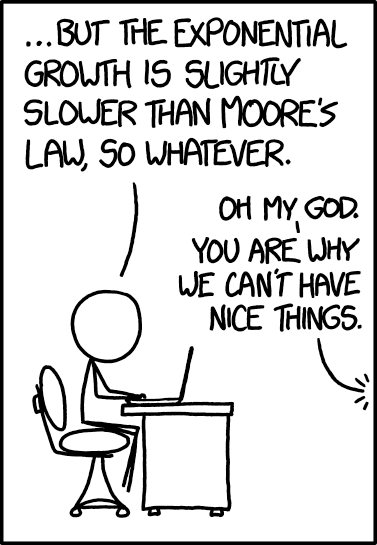 ...BUT THE EXPONENTIAL
GROWTH IS SLIGHTLY
SLOWER THAN MOORE'S
LAW, SO WHATEVER.
OH MY GOD.
YOU ARE WHY
WE CAN'T HAVE
NICE THINGS.